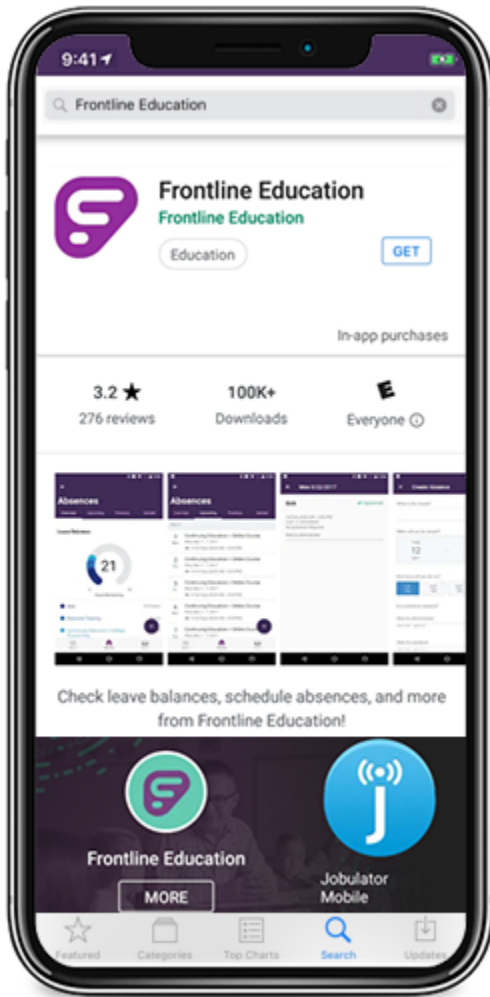 9:41
Frontline Education
Frontline Education
Frontline Education
Education
GET
In-app purchases
3.2 ★
276 reviews
100K+
Downloads
E
Everyone
Absences
Absences
21
12
Check leave balances, schedule absences, and more
from Frontline Education!
Frontline Education
MORE
J
Jobulator
Mobile
Featured
Categories
Top Charts
Search
Updates